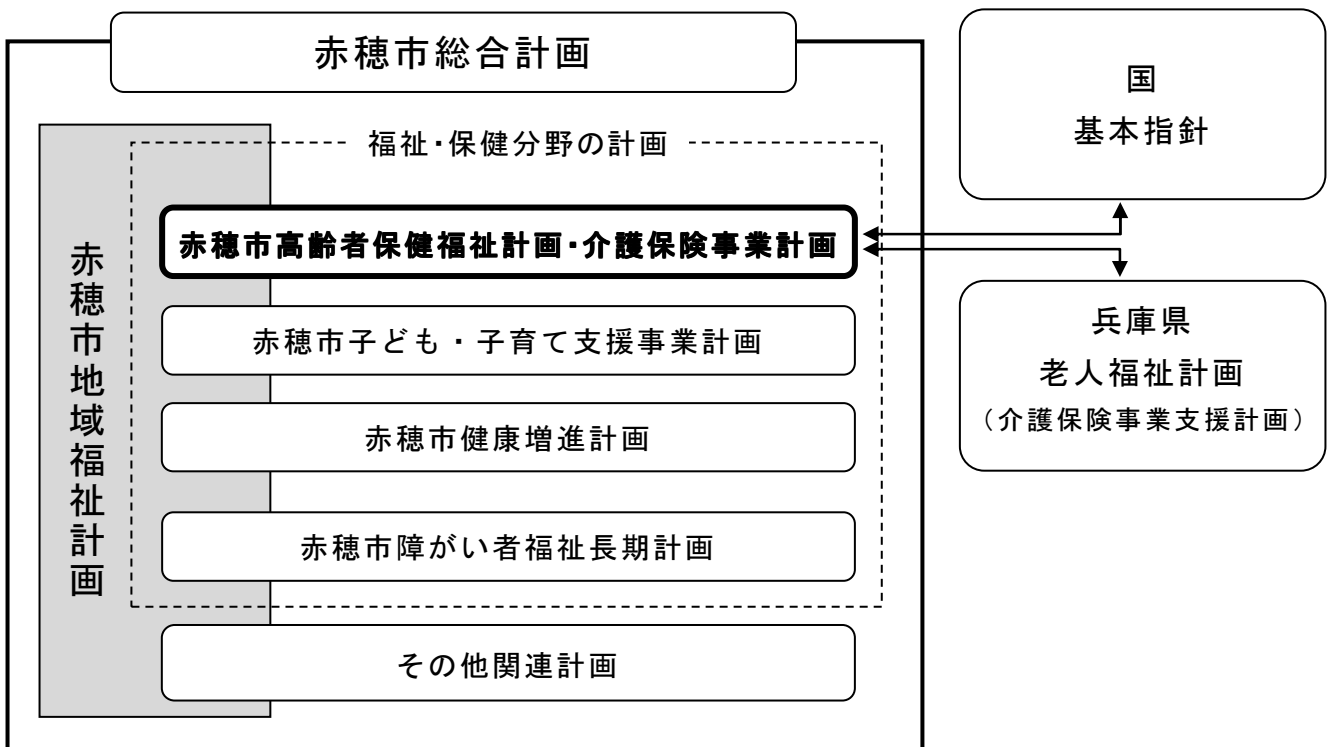 赤穂市総合計画
福祉・保健分野の計画
赤穂市地域福祉計画
赤穂市高齢者保健福祉計画・介護保険事業計画
赤穂市子ども・子育て支援事業計画
赤穂市健康増進計画
赤穂市障がい者福祉長期計画
その他関連計画
国
基本指針
兵庫県
老人福祉計画
（介護保険事業支援計画）